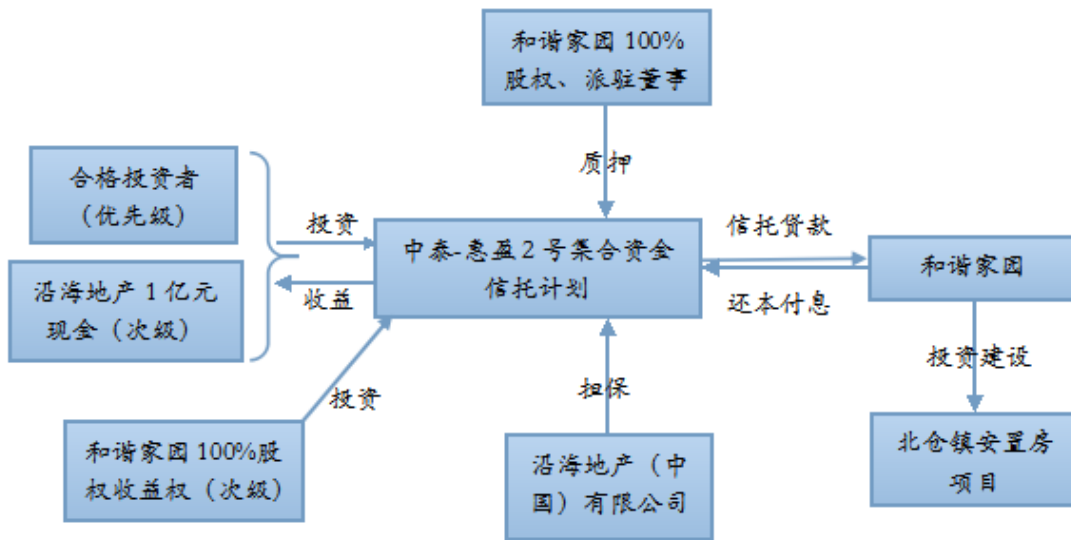 和谐家园 100%
股权、派驻董事
质押
合格投资者
（优先级）
投资
收益
沿海地产 1 亿元
现金（次级）
中泰-惠盈 2 号集合资金
信托计划
信托贷款
还本付息
和谐家园
投资
担保
投资建设
和谐家园 100%股
权收益权（次级）
沿海地产（中
国）有限公司
北仓镇安置房
项目